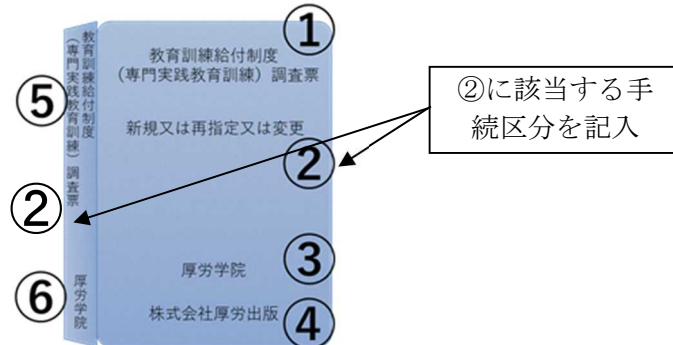 ①
教育訓練給付制度
（専門実践教育訓練）調査票
新規又は再指定又は変更
②
③
厚労学院
株式会社厚労出版
④
教育訓練給付制度
（専門実践教育訓練）調査票
⑤
②
⑥
厚労学院
②に該当する手
続区分を記入